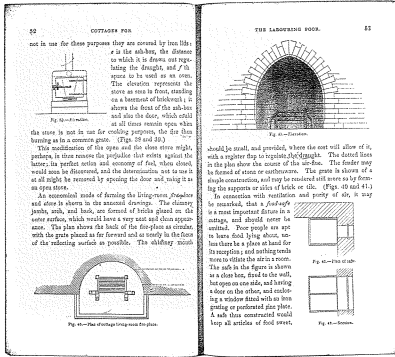 52
COTTAGES FOR
not in use for these purposes they are covered by iron lids;
e is the ash-box, the distance
to which it is drawn out regu-
lating the draught, and f the
space to be used as an oven.
The elevation represents the
stove as seen in front, standing
on a basement of brickwork; it
shows the front of the ash-box
and also the door, which could
at all times remain open when
Fig. 39.—Elevation.
the stove is not in use for cooking purposes, the fire then
burning as in a common grate. (Figs. 38 and 39.)
This modification of the open and the close stove might,
perhaps, in time remove the prejudice that exists against the
latter; its perfect action and economy of fuel, when closed,
would soon be discovered, and the determination not to use it
at all might be removed by opening the door and using it as
an open stove.
An economical mode of forming the living-room fireplace
and stove is shown in the annexed drawings. The chimney
jambs, arch, and back, are formed of bricks glazed on the
outer surface, which would have a very neat and clean appear-
ance. The plan shows the back of the fire-place as circular,
with the grate placed as far forward and as nearly in the focus
of the reflecting surface as possible. The chimney mouth
Fig. 40.—Plan of cottage living-room fire-place.
THE LABOURING POOR.
53
Fig. 41.—Elevation.
should be small, and provided, where the cost will allow of it,
with a register flap to regulate the draught. The dotted lines
in the plan show the course of the air-flue. The fender may
be formed of stone or earthenware. The grate is shown of a
simple construction, and may be rendered still more so by form-
ing the supports or sides of brick or tile. (Figs. 40 and 41.)
In connection with ventilation and purity of air, it may
be remarked, that a food-safe
is a most important fixture in a
cottage, and should never be
omitted. Poor people are apt
to leave food lying about, un-
less there be a place at hand for
its reception; and nothing tends
more to vitiate the air in a room.
The safe in the figure is shown
as a close box, fixed to the wall,
but open on one side, and having
a door on the other, and enclos-
ing a window fitted with an iron
grating or perforated zinc plate.
A safe thus constructed would
keep all articles of food sweet,
Fig. 42.—Plan of safe.
Fig. 43.—Section.